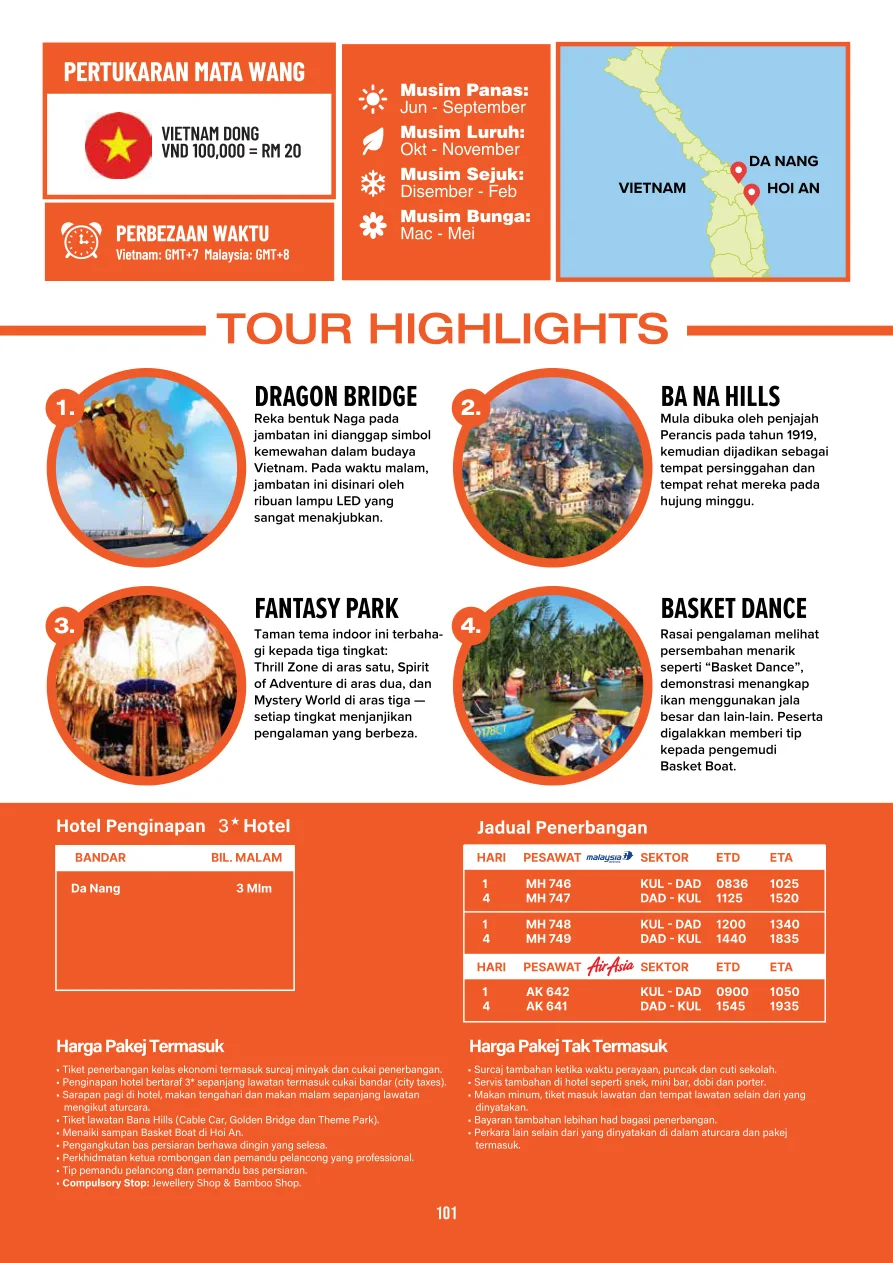 PERTUKARAN MATA WANG
VIETNAM DONG
VND 100,000 = RM 20
PERBEZAAN WAKTU
Vietnam: GMT+7 Malaysia: GMT+8
Musim Panas:
Jun - September
Musim Luruh:
Okt - November
Musim Sejuk:
Disember - Feb
Musim Bunga:
Mac - Mei
DA NANG
VIETNAM
HOI AN
TOUR HIGHLIGHTS
1.
DRAGON BRIDGE
Reka bentuk Naga pada
jambatan ini dianggap simbol
kemewahan dalam budaya
Vietnam. Pada waktu malam,
jambatan ini disinari oleh
ribuan lampu LED yang
sangat menakjubkan.
2.
BA NA HILLS
Mula dibuka oleh penjajah
Perancis pada tahun 1919,
kemudian dijadikan sebagai
tempat persinggahan dan
tempat rehat mereka pada
hujung minggu.
3.
FANTASY PARK
Taman tema indoor ini terbaha-
gi kepada tiga tingkat:
Thrill Zone di aras satu, Spirit
of Adventure di aras dua, dan
Mystery World di aras tiga —
setiap tingkat menjanjikan
pengalaman yang berbeza.
4.
BASKET DANCE
Rasai pengalaman melihat
persembahan menarik
seperti “Basket Dance”,
demonstrasi menangkap
ikan menggunakan jala
besar dan lain-lain. Peserta
digalakkan memberi tip
kepada pengemudi
Basket Boat.
Hotel Penginapan 3★ Hotel
BANDAR BIL. MALAM
Da Nang 3 Mlm
Jadual Penerbangan
HARI PESAWAT malaysia SEKTOR ETD ETA
1 MH 746 KUL - DAD 0836 1025
4 MH 747 DAD - KUL 1125 1520
1 MH 748 KUL - DAD 1200 1340
4 MH 749 DAD - KUL 1440 1835
HARI PESAWAT AirAsia SEKTOR ETD ETA
1 AK 642 KUL - DAD 0900 1050
4 AK 641 DAD - KUL 1545 1935
Harga Pakej Termasuk
• Tiket penerbangan kelas ekonomi termasuk surcaj minyak dan cukai penerbangan.
• Penginapan hotel bertaraf 3* sepanjang lawatan termasuk cukai bandar (city taxes).
• Sarapan pagi di hotel, makan tengahari dan makan malam sepanjang lawatan
mengikut aturcara.
• Tiket lawatan Bana Hills (Cable Car, Golden Bridge dan Theme Park).
• Menaiki sampan Basket Boat di Hoi An.
• Pengangkutan bas persiaran berhawa dingin yang selesa.
• Perkhidmatan ketua rombongan dan pemandu pelancong yang professional.
• Tip pemandu pelancong dan pemandu bas persiaran.
• Compulsory Stop: Jewellery Shop & Bamboo Shop.
Harga Pakej Tak Termasuk
• Surcaj tambahan ketika waktu perayaan, puncak dan cuti sekolah.
• Servis tambahan di hotel seperti snek, mini bar, dobi dan porter.
• Makan minum, tiket masuk lawatan dan tempat lawatan selain dari yang
dinyatakan.
• Bayaran tambahan lebihan had bagasi penerbangan.
• Perkara lain selain dari yang dinyatakan di dalam aturcara dan pakej
termasuk.
101